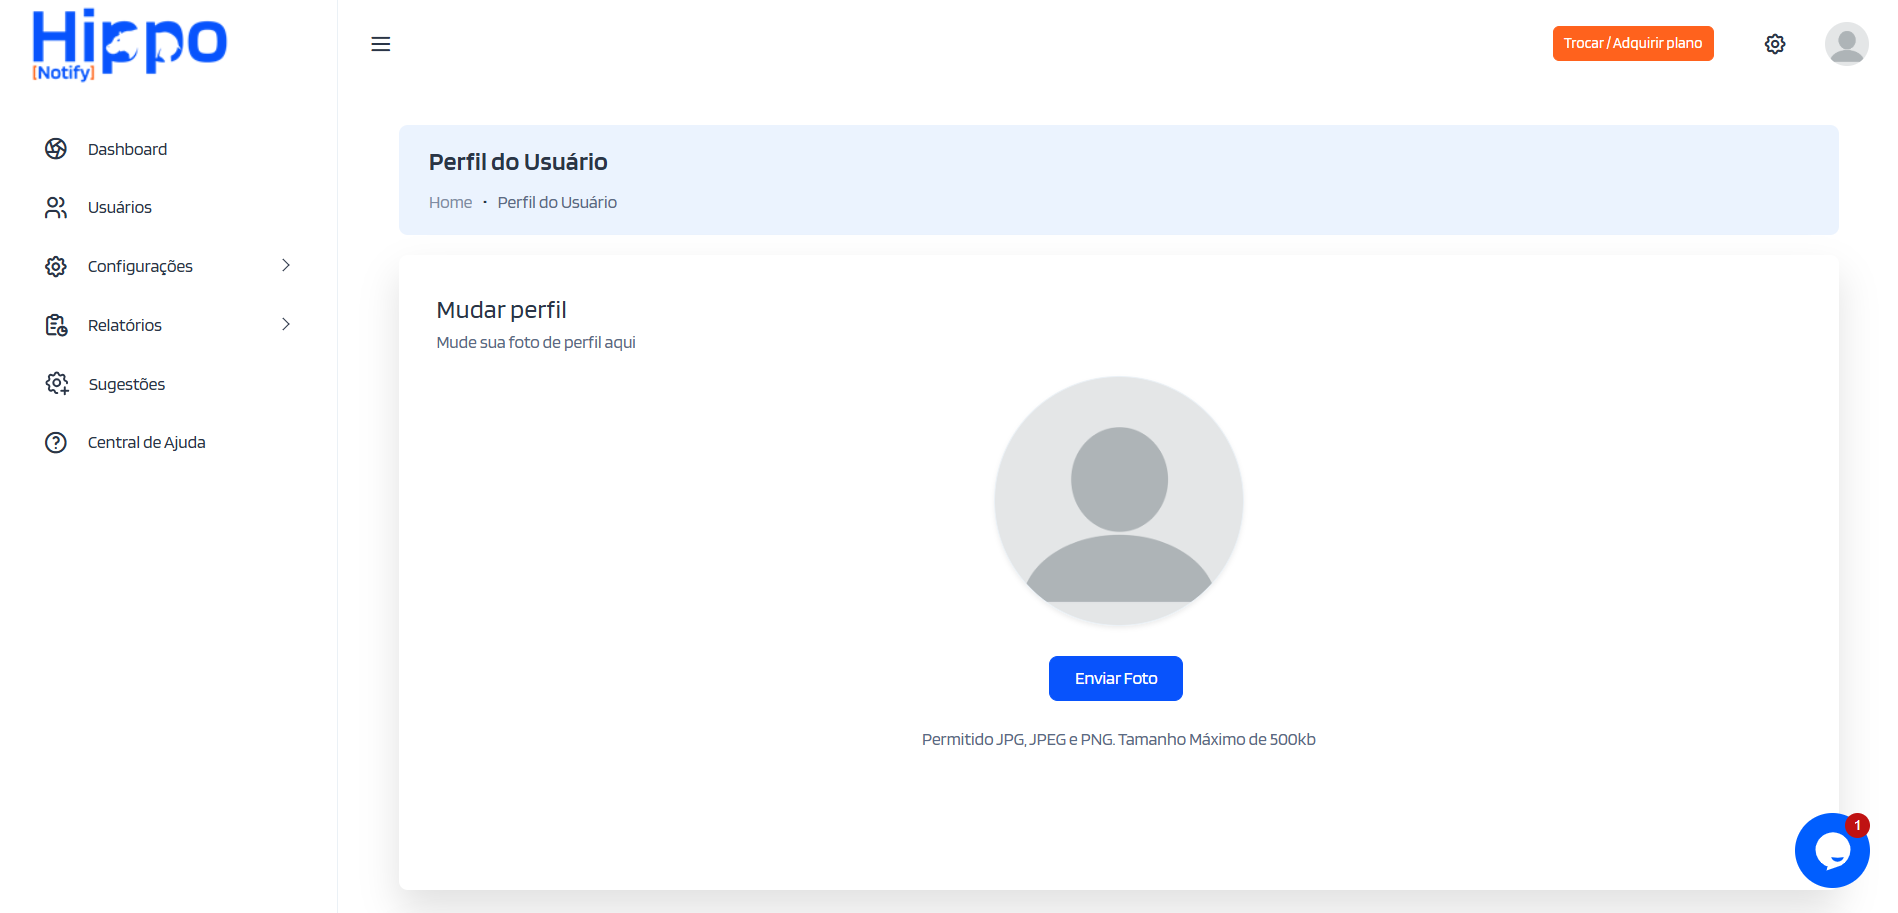 Hippo
[Notify]
Trocar / Adquirir plano
Dashboard
Usuários
Configurações
Relatórios
Sugestões
Central de Ajuda
Perfil do Usuário
Home • Perfil do Usuário
Mudar perfil
Mude sua foto de perfil aqui
Enviar Foto
Permitido JPG, JPEG e PNG. Tamanho Máximo de 500kb
1